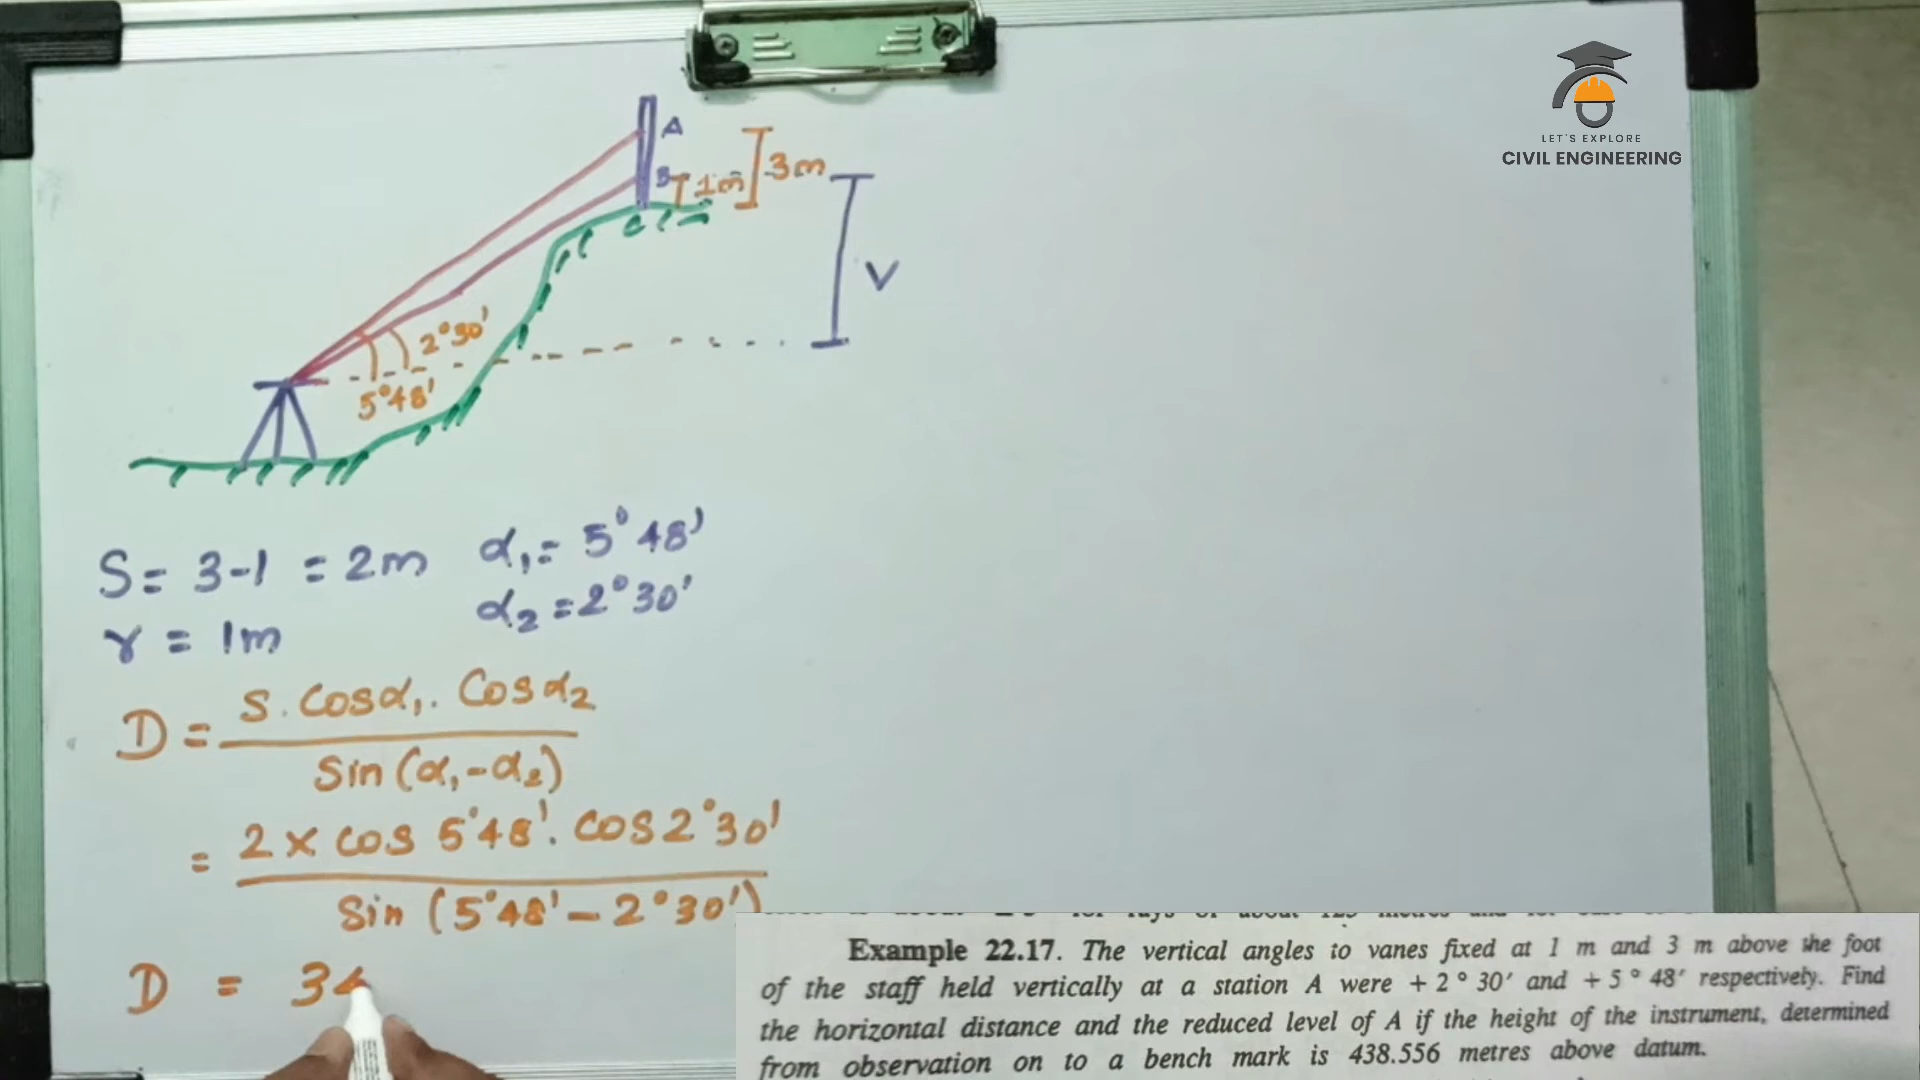 LET'S EXPLORE
CIVIL ENGINEERING
A
B
1m
3m
V
2°30'
5°48'
S = 3-1 = 2m
α₁ = 5°48'
α₂ = 2°30'
r = 1m
D = S. Cosα₁. Cosα₂
Sin (α₁-α₂)
= 2 × cos 5°48'. cos 2°30'
Sin (5°48' - 2°30')
D = 34
Example 22.17. The vertical angles to vanes fixed at 1 m and 3 m above the foot
of the staff held vertically at a station A were + 2° 30′ and + 5° 48′ respectively. Find
the horizontal distance and the reduced level of A if the height of the instrument, determined
from observation on to a bench mark is 438.556 metres above datum.